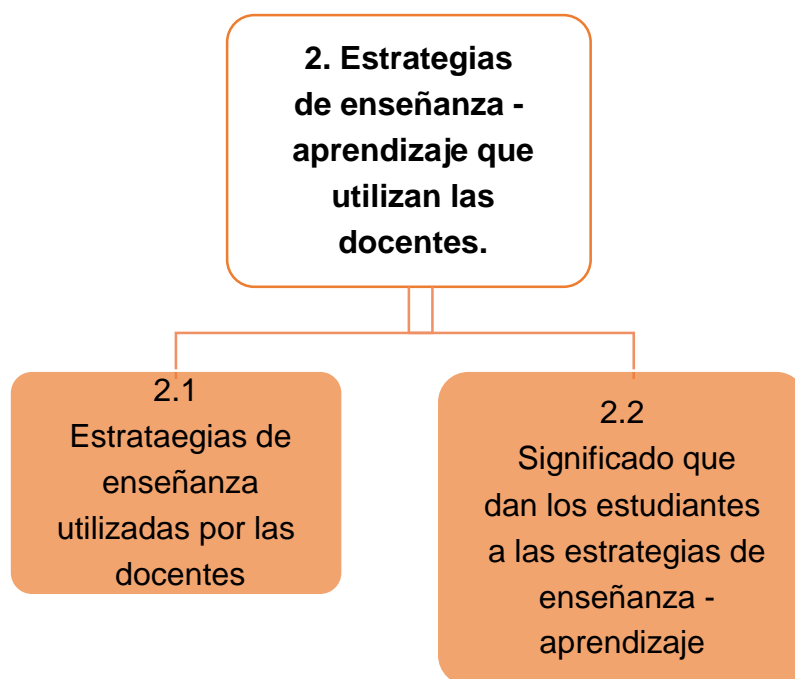 2. Estrategias
de enseñanza -
aprendizaje que
utilizan las
docentes.
2.1
Estrataegias de
enseñanza
utilizadas por las
docentes
2.2
Significado que
dan los estudiantes
a las estrategias de
enseñanza -
aprendizaje